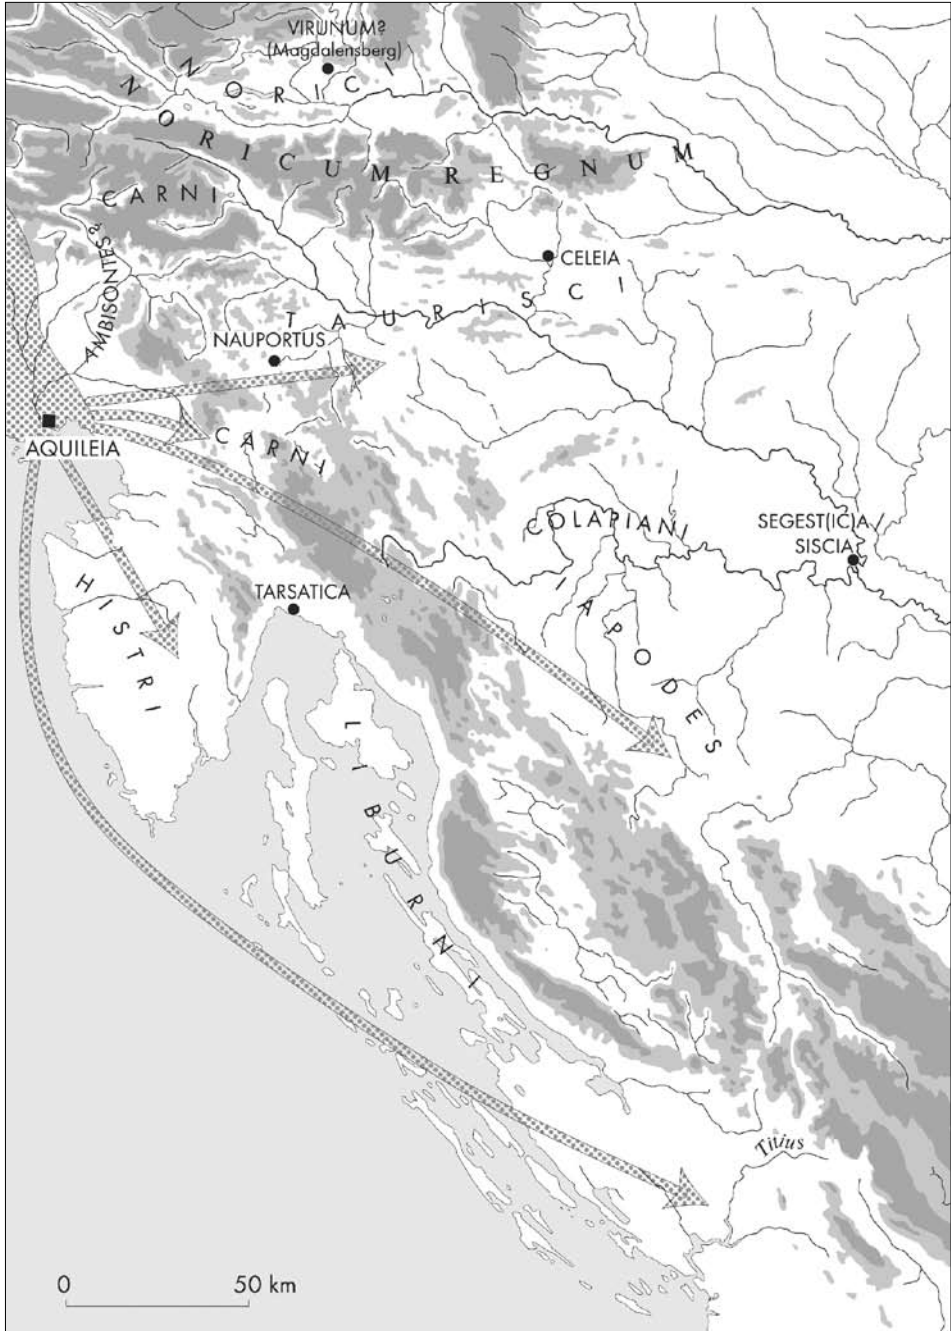 VIRUNUM?
(Magdalensberg)
NORICI
NORICUM REGNUM
CARNI
AMBISONTES?
CELEIA
TAURISCI
NAUPORTUS
AQUILEIA
CARNI
COLAPIANI
SEGEST(IC)A /
SISCIA
HISTRI
TARSATICA
IAPODES
LIBURNI
Titius
0 50 km